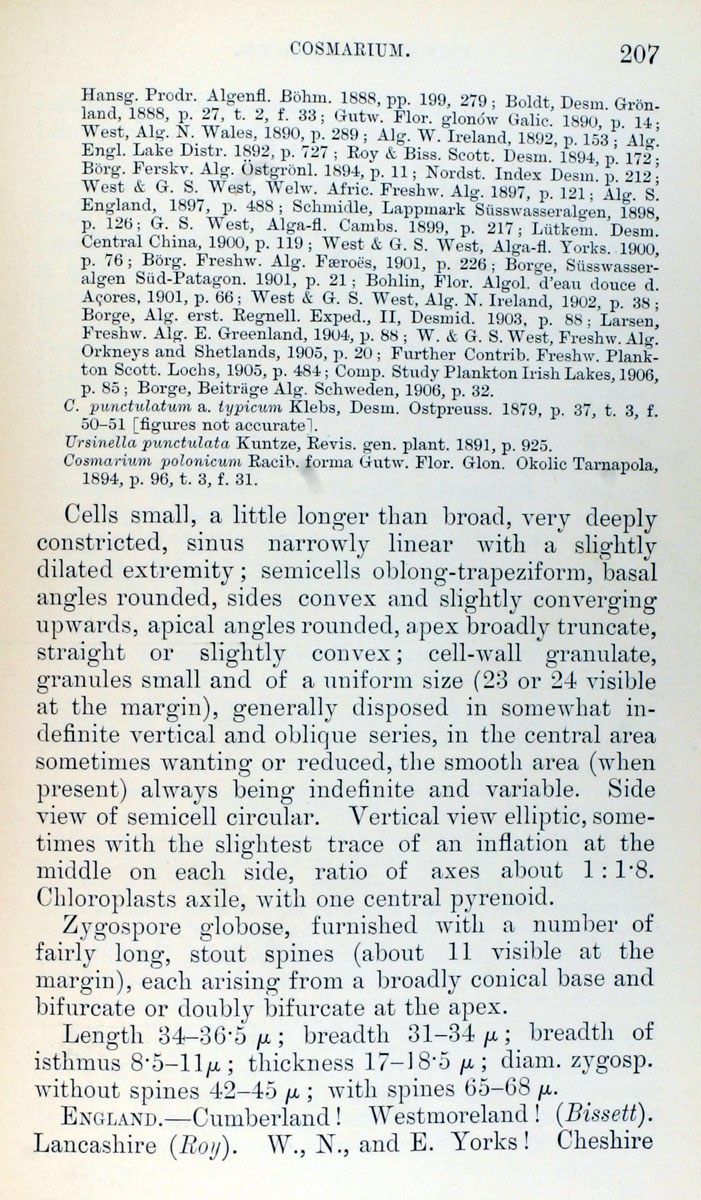 COSMARIUM.
207
Hansg. Prodr. Algenfl. Böhm. 1888, pp. 199, 279; Boldt, Desm. Grön-
land, 1888, p. 27, t. 2, f. 33; Gutw. Flor. glonów Galic. 1890, p. 14;
West, Alg. N. Wales, 1890, p. 289; Alg. W. Ireland, 1892, p. 153; Alg.
Engl. Lake Distr. 1892, p. 727; Roy & Biss. Scott. Desm. 1894, p. 172;
Börg. Ferskv. Alg. Östgrönl. 1894, p. 11; Nordst. Index Desm. p. 212;
West & G. S. West, Welw. Afric. Freshw. Alg. 1897, p. 121; Alg. S.
England, 1897, p. 488; Schmidle, Lappmark Süsswasseralgen, 1898,
p. 126; G. S. West, Alga-fl. Cambs. 1899, p. 217; Lütkem. Desm.
Central China, 1900, p. 119; West & G. S. West, Alga-fl. Yorks. 1900,
p. 76; Börg. Freshw. Alg. Færoës, 1901, p. 226; Borge, Süsswasser-
algen Süd-Patagon. 1901, p. 21; Bohlin, Flor. Algol. d'eau douce d.
Açores, 1901, p. 66; West & G. S. West, Alg. N. Ireland, 1902, p. 38;
Borge, Alg. erst. Regnell. Exped., II, Desmid. 1903, p. 88; Larsen,
Freshw. Alg. E. Greenland, 1904, p. 88; W. & G. S. West, Freshw. Alg.
Orkneys and Shetlands, 1905, p. 20; Further Contrib. Freshw. Plank-
ton Scott. Lochs, 1905, p. 484; Comp. Study Plankton Irish Lakes, 1906,
p. 85; Borge, Beiträge Alg. Schweden, 1906, p. 32.
C. punctulatum a. typicum Klebs, Desm. Ostpreuss. 1879, p. 37, t. 3, f.
50–51 [figures not accurate].
Ursinella punctulata Kuntze, Revis. gen. plant. 1891, p. 925.
Cosmarium polonicum Racib. forma Gutw. Flor. Glon. Okolic Tarnapola,
1894, p. 96, t. 3, f. 31.
Cells small, a little longer than broad, very deeply
constricted, sinus narrowly linear with a slightly
dilated extremity; semicells oblong-trapeziform, basal
angles rounded, sides convex and slightly converging
upwards, apical angles rounded, apex broadly truncate,
straight or slightly convex; cell-wall granulate,
granules small and of a uniform size (23 or 24 visible
at the margin), generally disposed in somewhat in-
definite vertical and oblique series, in the central area
sometimes wanting or reduced, the smooth area (when
present) always being indefinite and variable. Side
view of semicell circular. Vertical view elliptic, some-
times with the slightest trace of an inflation at the
middle on each side, ratio of axes about 1 : 1·8.
Chloroplasts axile, with one central pyrenoid.
Zygospore globose, furnished with a number of
fairly long, stout spines (about 11 visible at the
margin), each arising from a broadly conical base and
bifurcate or doubly bifurcate at the apex.
Length 34–36·5 μ; breadth 31–34 μ; breadth of
isthmus 8·5–11 μ; thickness 17–18·5 μ; diam. zygosp.
without spines 42–45 μ; with spines 65–68 μ.
ENGLAND.—Cumberland! Westmoreland! (Bissett).
Lancashire (Roy). W., N., and E. Yorks! Cheshire